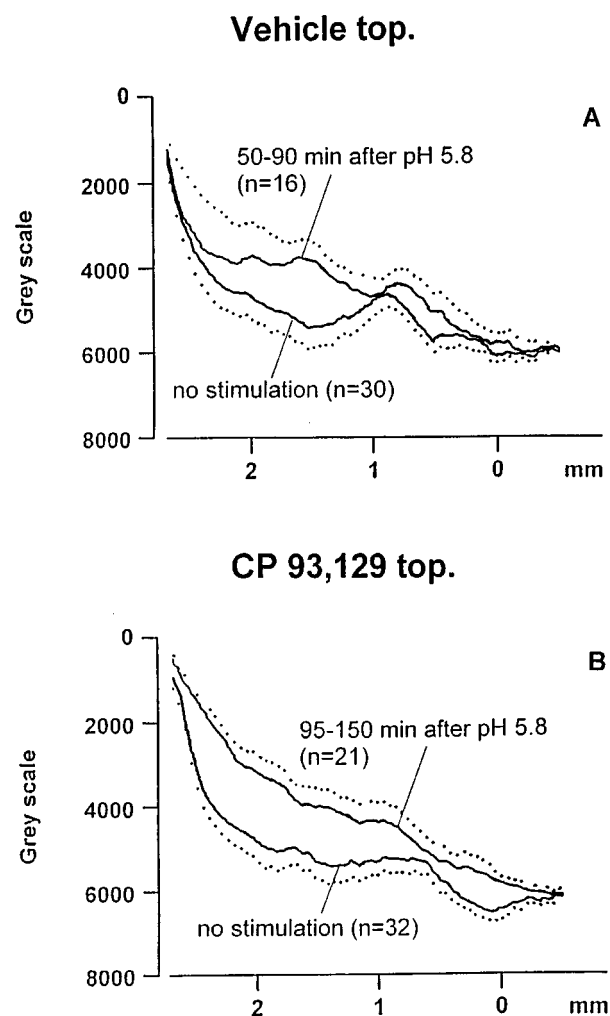 Vehicle top.
A
0
2000
4000
6000
8000
Grey scale
50-90 min after pH 5.8
(n=16)
no stimulation (n=30)
2
1
0
mm
CP 93,129 top.
B
0
2000
4000
6000
8000
Grey scale
95-150 min after pH 5.8
(n=21)
no stimulation (n=32)
2
1
0
mm